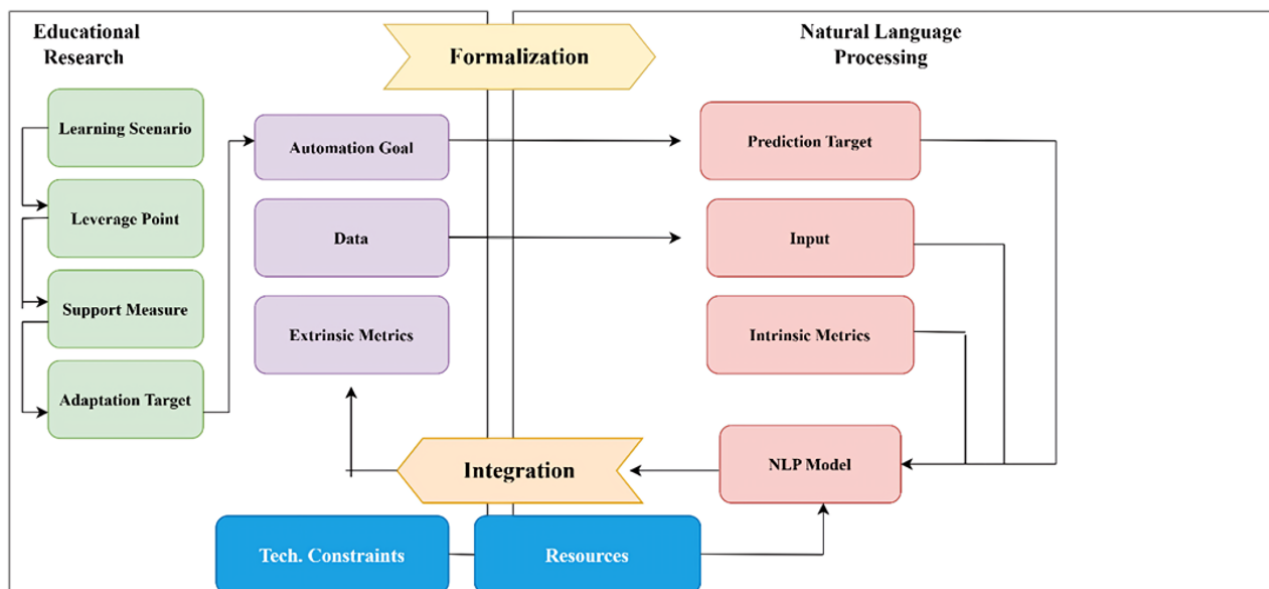 Educational
Research
Formalization
Natural Language
Processing
Learning Scenario
Automation Goal
Prediction Target
Leverage Point
Data
Input
Support Measure
Extrinsic Metrics
Intrinsic Metrics
Adaptation Target
Integration
NLP Model
Tech. Constraints
Resources